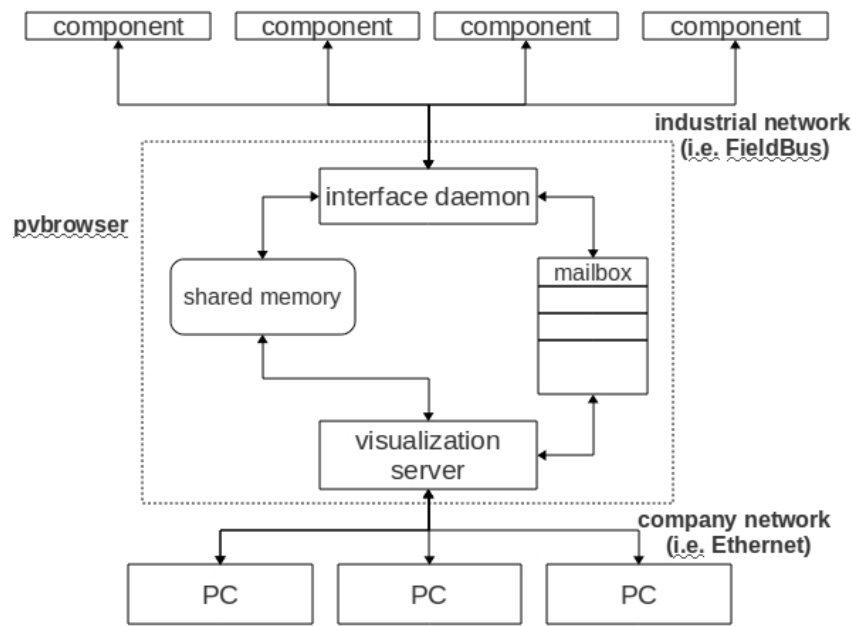 component
component
component
component
industrial network
(i.e. FieldBus)
interface daemon
pvbrowser
shared memory
mailbox
visualization
server
company network
(i.e. Ethernet)
PC
PC
PC